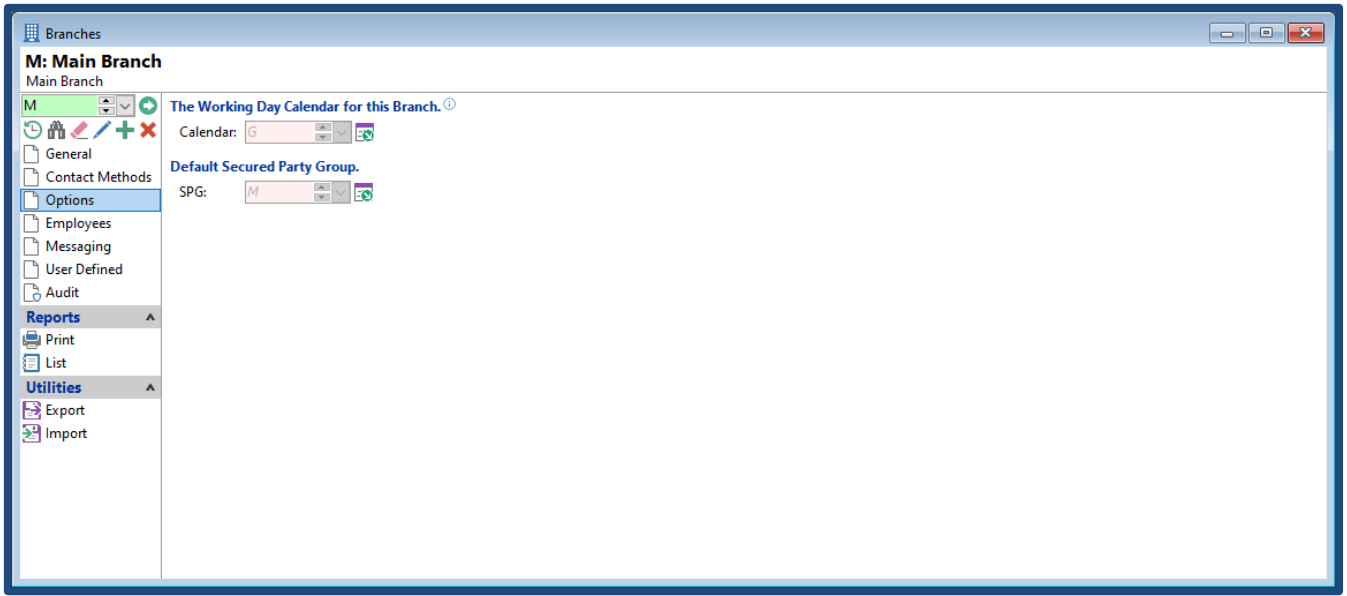 Branches
M: Main Branch
Main Branch
M
General
Contact Methods
Options
Employees
Messaging
User Defined
Audit
Reports
Print
List
Utilities
Export
Import
The Working Day Calendar for this Branch.
Calendar: G
Default Secured Party Group.
SPG: M